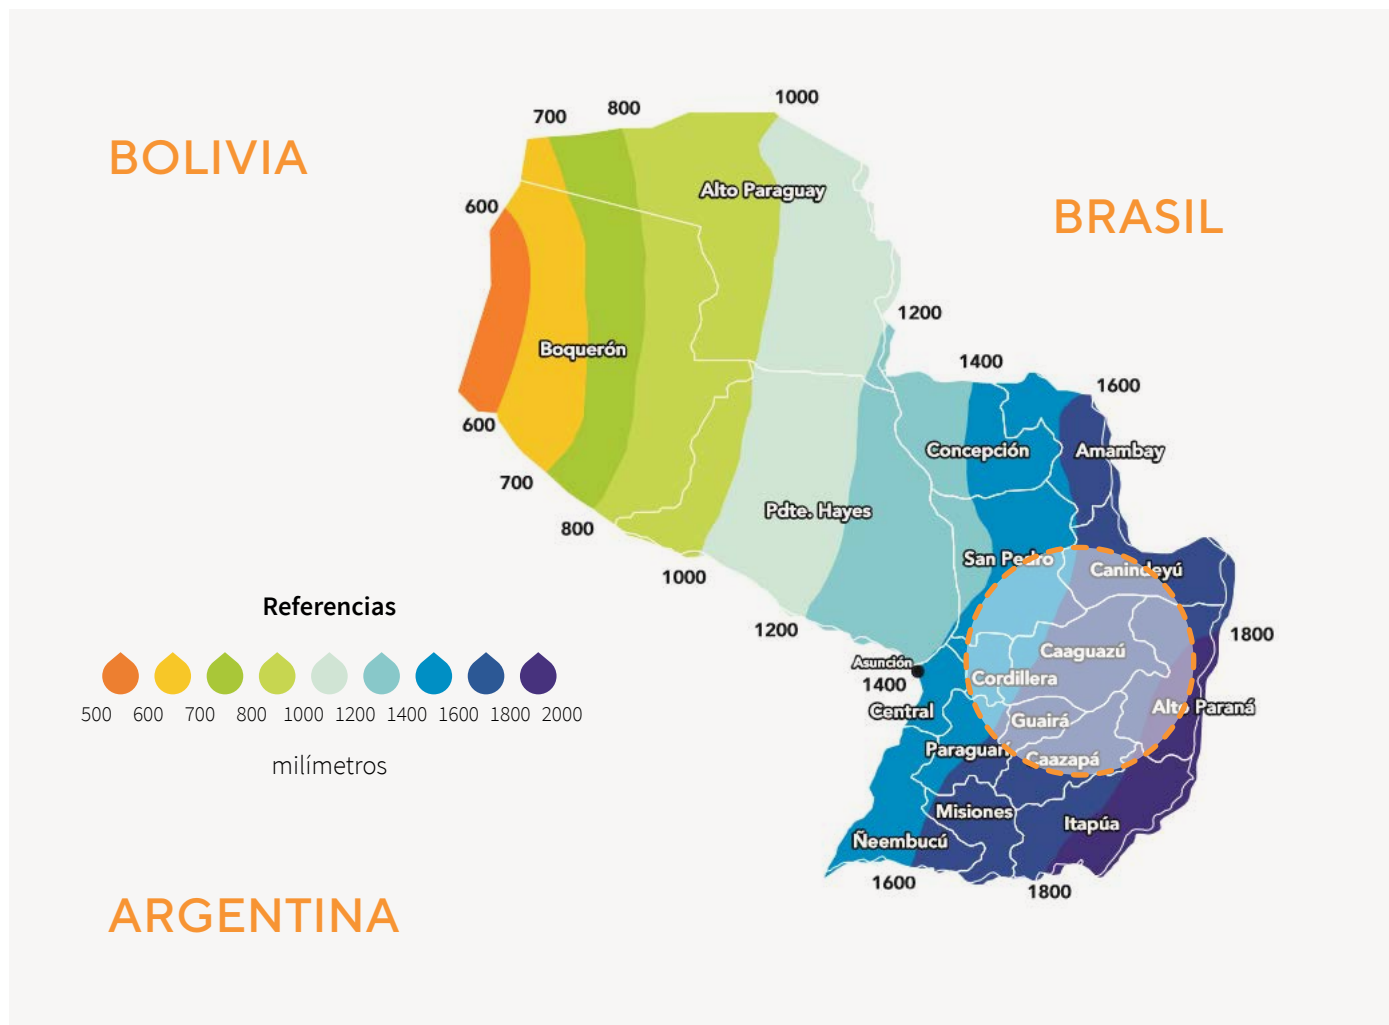 1000
800
700
BOLIVIA
Alto Paraguay
600
BRASIL
1200
Boquerón
1400
1600
600
Concepción
Amambay
700
Pdte. Hayes
800
San Pedro
Canindeyú
1000
Referencias
1200
1800
Caaguazú
Asunción
Cordillera
1400
500 600 700 800 1000 1200 1400 1600 1800 2000
Central
Alto Paraná
Guairá
Paraguarí
Caazapá
milímetros
Misiones
Itapúa
Ñeembucú
1600
1800
ARGENTINA